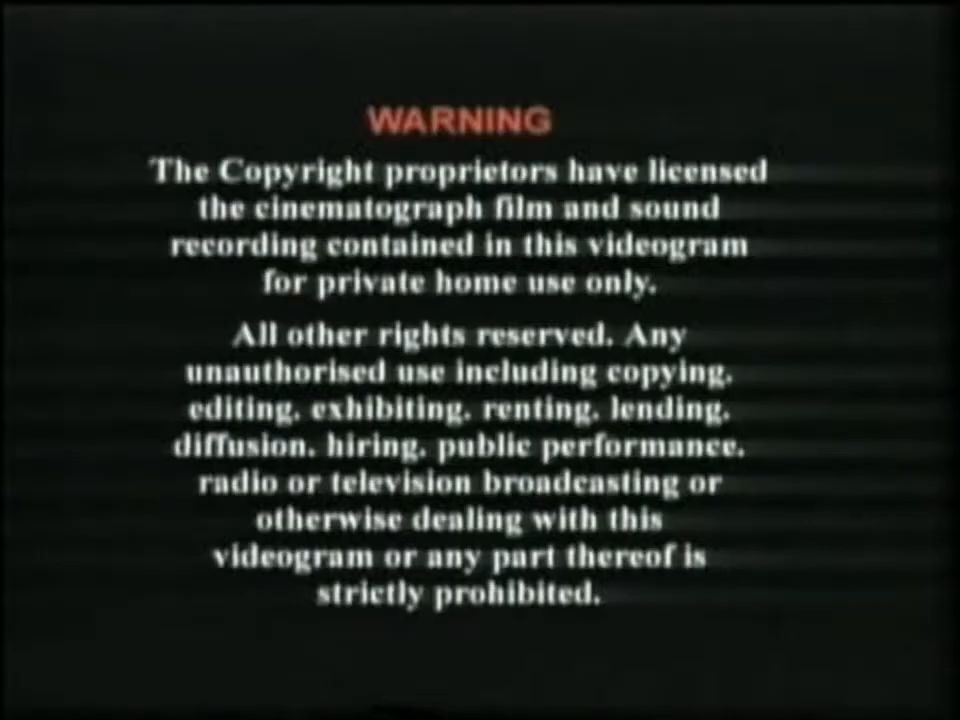 WARNING
The Copyright proprietors have licensed
the cinematograph film and sound
recording contained in this videogram
for private home use only.
All other rights reserved. Any
unauthorised use including copying,
editing, exhibiting, renting, lending,
diffusion, hiring, public performance,
radio or television broadcasting or
otherwise dealing with this
videogram or any part thereof is
strictly prohibited.